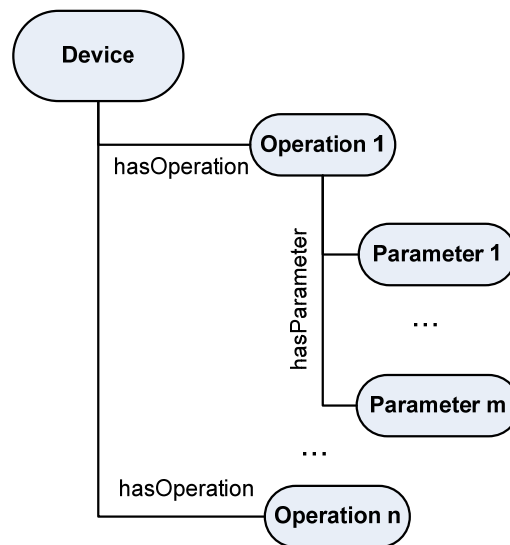 Device
Operation 1
hasOperation
Parameter 1
hasParameter
...
Parameter m
...
hasOperation
Operation n